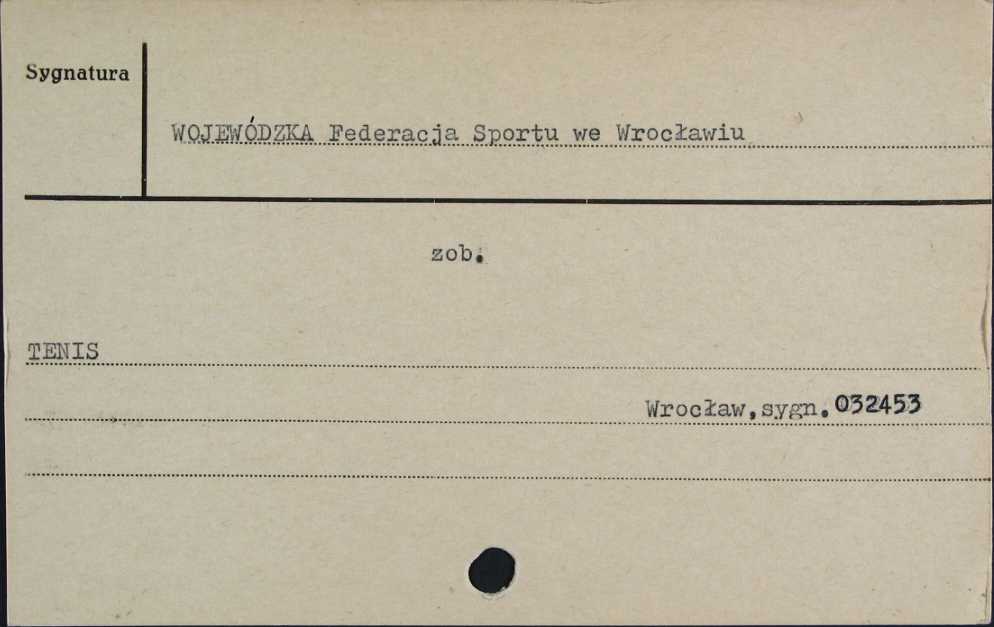 Sygnatura
WOJEWÓDZKA Federacja Sportu we Wrocławiu
zob.
TENIS
Wrocław,sygn.032453